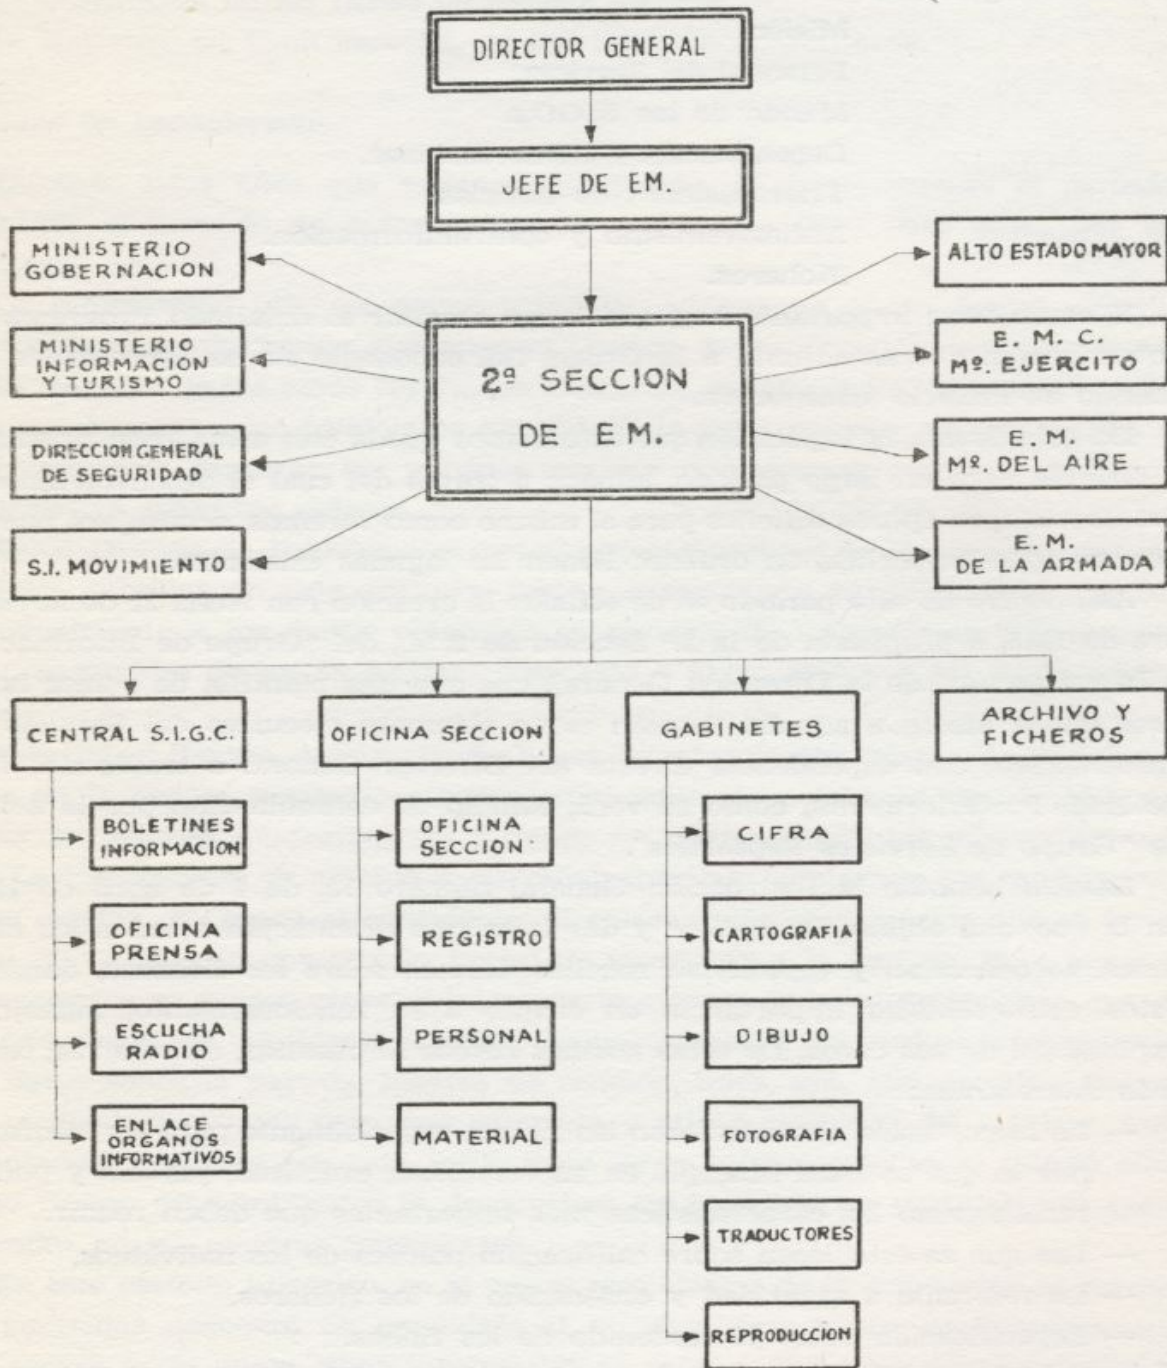 DIRECTOR GENERAL
JEFE DE EM.
MINISTERIO
GOBERNACION
MINISTERIO
INFORMACION
Y TURISMO
DIRECCION GENERAL
DE SEGURIDAD
S.I. MOVIMIENTO
2ª SECCION
DE EM.
ALTO ESTADO MAYOR
E. M. C.
Mº. EJERCITO
E. M.
Mº. DEL AIRE
E. M.
DE LA ARMADA
CENTRAL S.I.G.C.
BOLETINES
INFORMACION
OFICINA
PRENSA
ESCUCHA
RADIO
ENLACE
ORGANOS
INFORMATIVOS
OFICINA SECCION
OFICINA
SECCION
REGISTRO
PERSONAL
MATERIAL
GABINETES
CIFRA
CARTOGRAFIA
DIBUJO
FOTOGRAFIA
TRADUCTORES
REPRODUCCION
ARCHIVO Y
FICHEROS